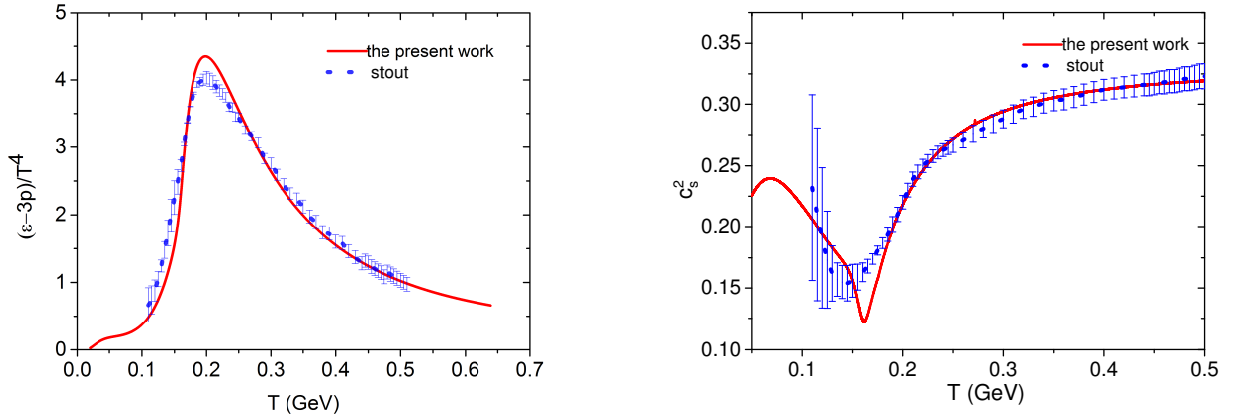 5
4
3
2
1
0
0.0 0.1 0.2 0.3 0.4 0.5 0.6 0.7
(ε-3p)/T⁴
T (GeV)
the present work
stout
0.35
0.30
0.25
0.20
0.15
0.10
0.1 0.2 0.3 0.4 0.5
c²ₛ
T (GeV)
the present work
stout